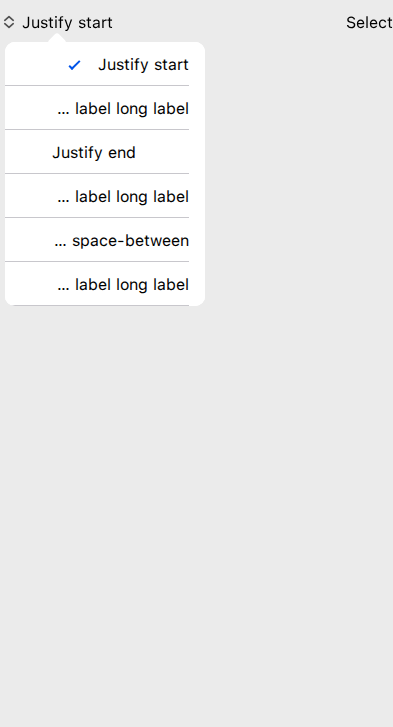 Justify start
Select
Justify start
... label long label
Justify end
... label long label
... space-between
... label long label